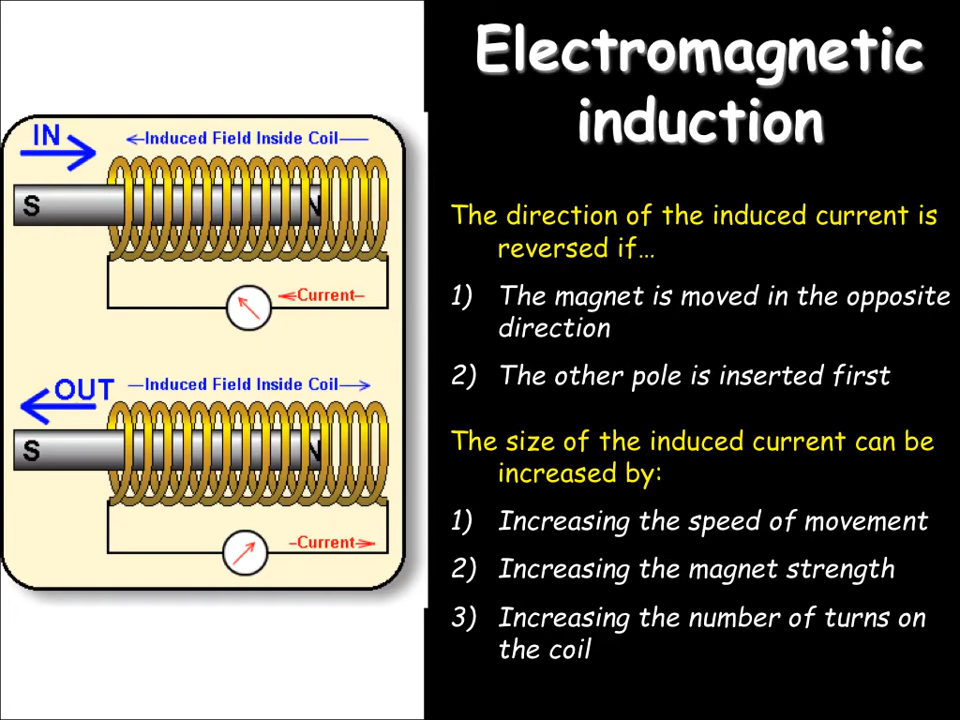 Electromagnetic
induction
IN
Induced Field Inside Coil
S
N
Current
OUT
Induced Field Inside Coil
S
N
Current
The direction of the induced current is
reversed if…
1) The magnet is moved in the opposite
direction
2) The other pole is inserted first
The size of the induced current can be
increased by:
1) Increasing the speed of movement
2) Increasing the magnet strength
3) Increasing the number of turns on
the coil